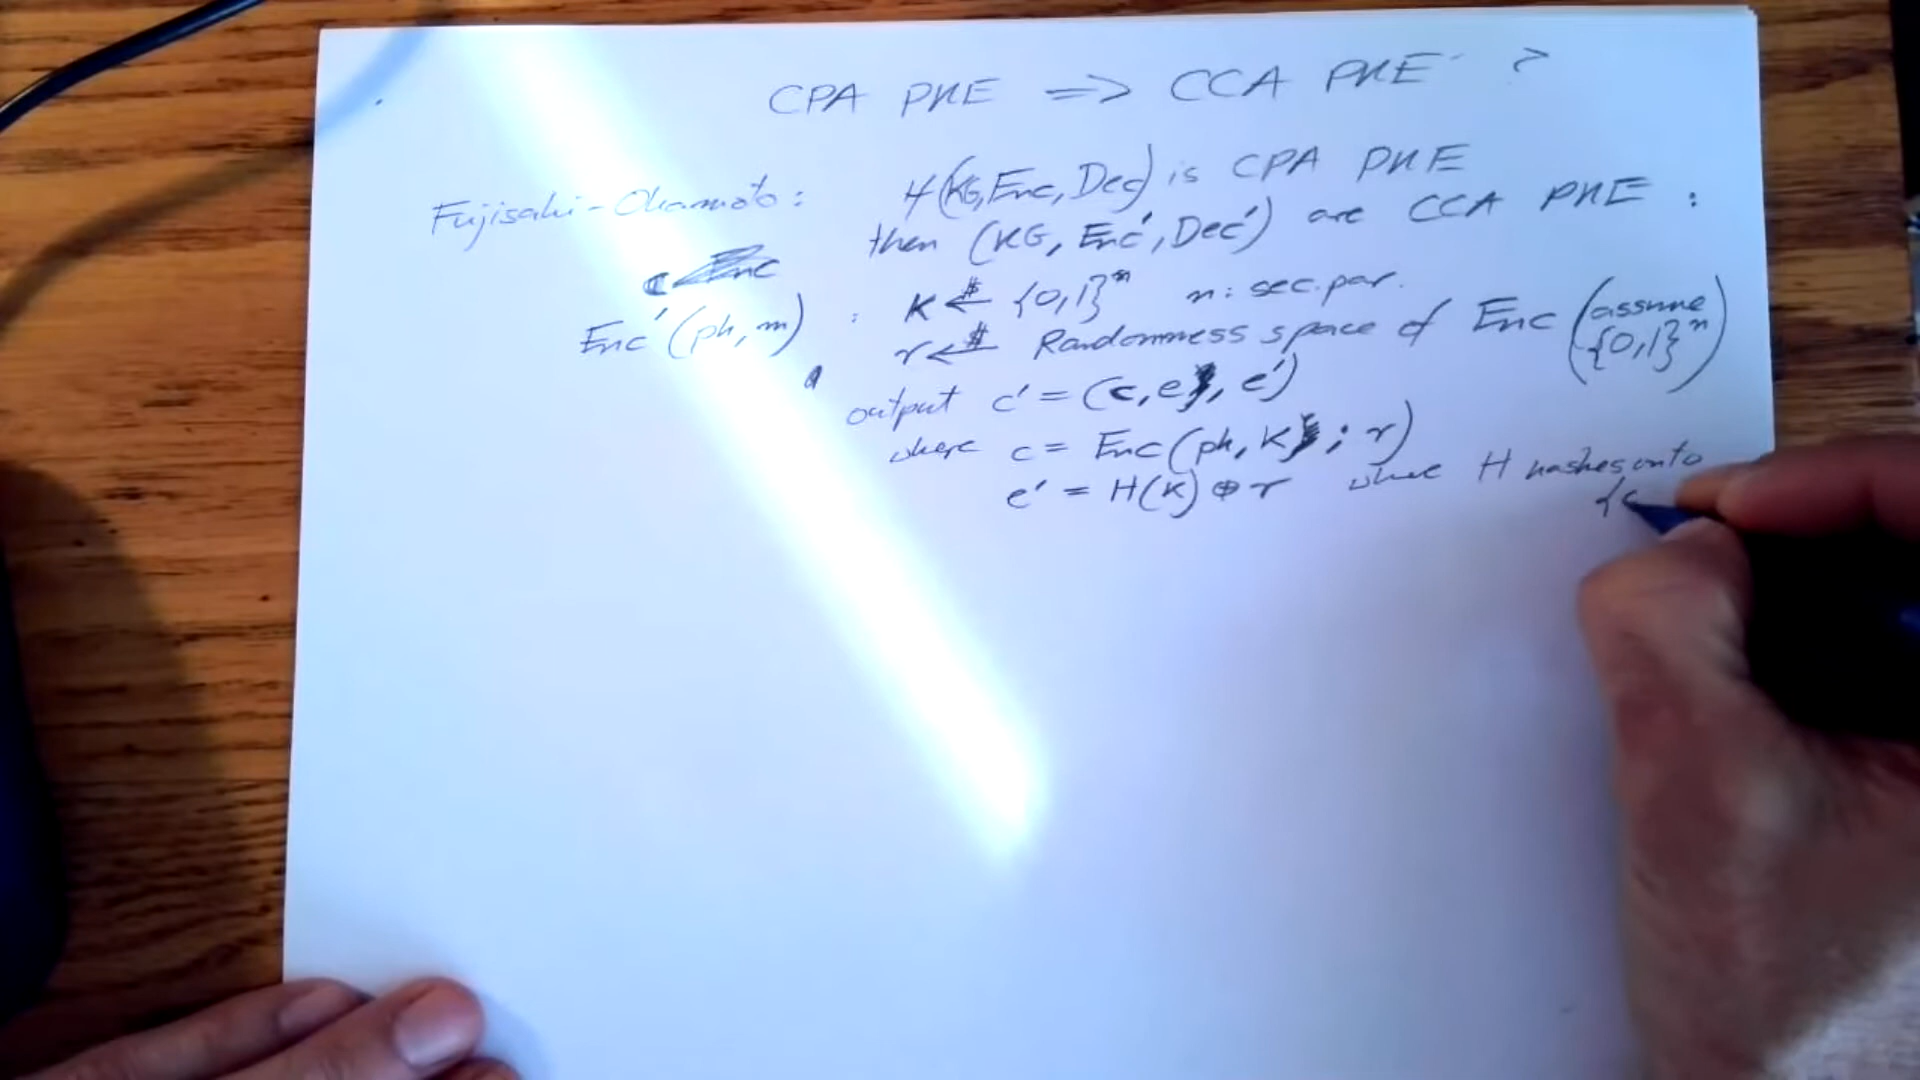 CPA PKE => CCA PKE ?
Fujisaki-Okamoto: If (KG, Enc, Dec) is CPA PKE
then (KG, Enc', Dec') are CCA PKE :
Enc'(pk, m) : K <-$ {0,1}^n n: sec.par.
r <-$ Randomness space of Enc (assume {0,1}^n)
output c' = (c, e, e')
where c = Enc(pk, K ; r)
e' = H(K) ⊕ r where H hashes onto
{0